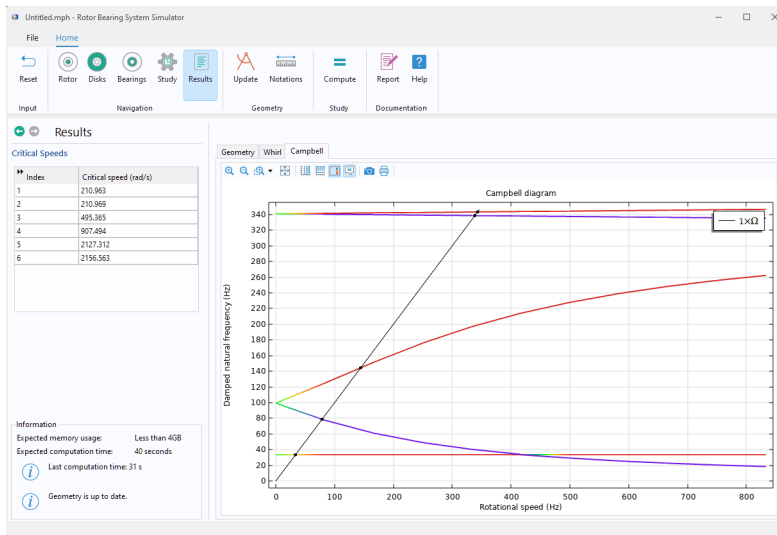 Untitled.mph - Rotor Bearing System Simulator
File Home
Reset Rotor Disks Bearings Study Results Update Notations Compute Report Help
Input Navigation Geometry Study Documentation
Results
Critical Speeds
Index Critical speed (rad/s)
1 210.963
2 210.969
3 495.365
4 907.494
5 2127.312
6 2156.563
Information
Expected memory usage: Less than 4GB
Expected computation time: 40 seconds
Last computation time: 31 s
Geometry is up to date.
Geometry Whirl Campbell
Campbell diagram
1×Ω
Damped natural frequency (Hz)
340
320
300
280
260
240
220
200
180
160
140
120
100
80
60
40
20
0
0 100 200 300 400 500 600 700 800
Rotational speed (Hz)